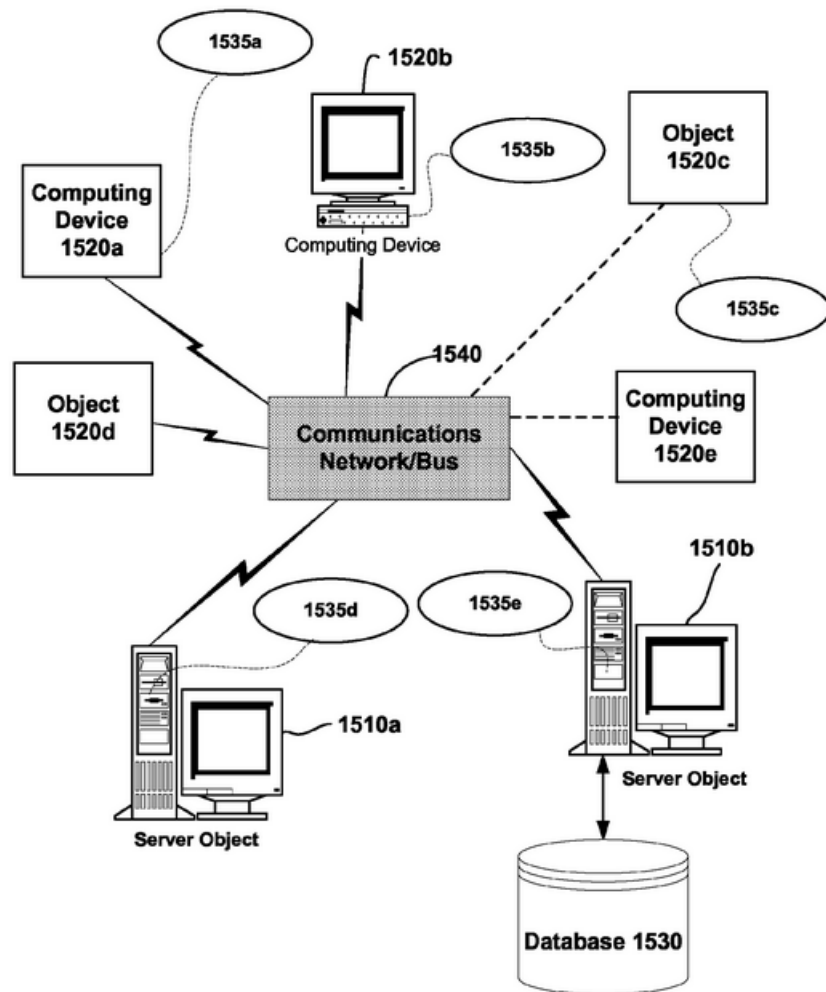 1535a
1520b
1535b
Object
1520c
Computing
Device
1520a
Computing Device
1535c
1540
Object
1520d
Communications
Network/Bus
Computing
Device
1520e
1510b
1535d
1535e
1510a
Server Object
Server Object
Database 1530